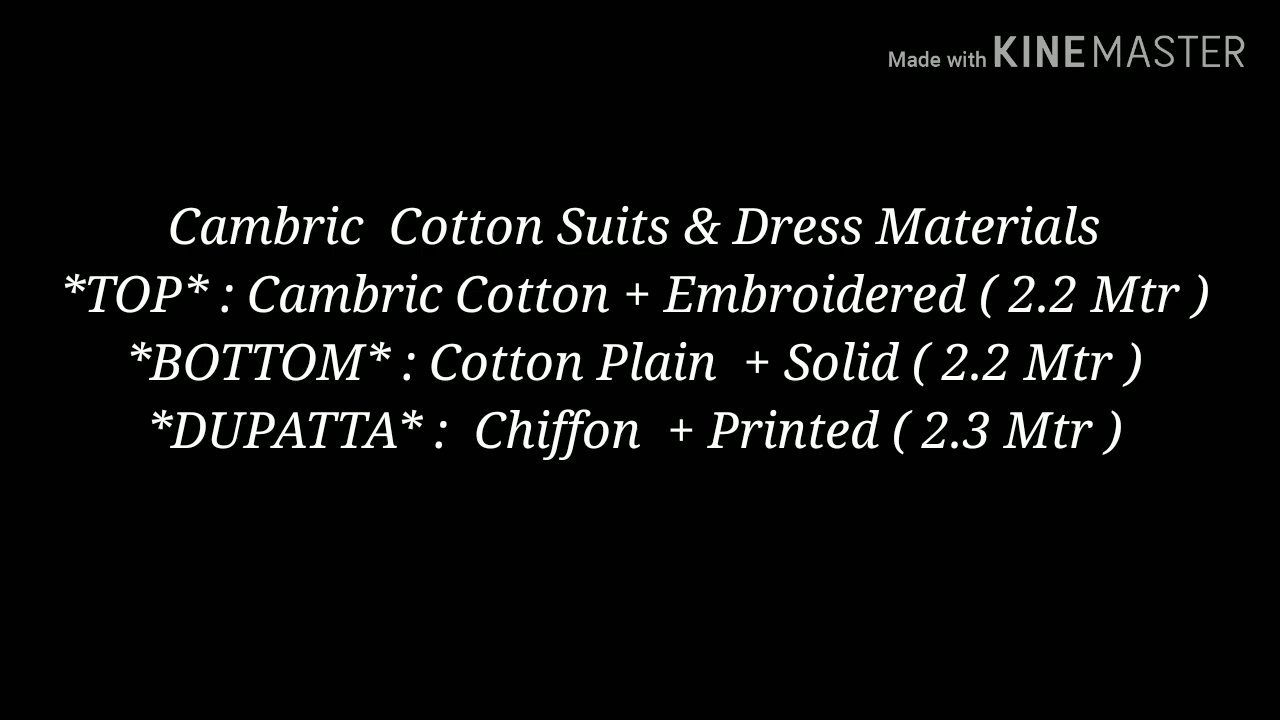 Made with KINEMASTER
Cambric Cotton Suits & Dress Materials
*TOP* : Cambric Cotton + Embroidered ( 2.2 Mtr )
*BOTTOM* : Cotton Plain + Solid ( 2.2 Mtr )
*DUPATTA* : Chiffon + Printed ( 2.3 Mtr )